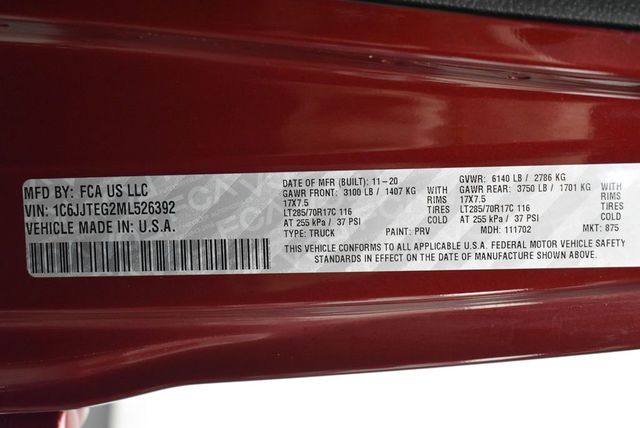 MFD BY: FCA US LLC
VIN: 1C6JJTEG2ML526392
VEHICLE MADE IN: U.S.A.
DATE OF MFR (BUILT): 11-20
GAWR FRONT: 3100 LB / 1407 KG WITH
17X7.5 RIMS
LT285/70R17C 116 AT
AT 255 kPa / 37 PSI COLD
TYPE: TRUCK PAINT: PRV
GVWR: 6140 LB / 2786 KG
GAWR REAR: 3750 LB / 1701 KG WITH
17X7.5 RIMS
LT285/70R17C 116
AT 255 kPa / 37 PSI COLD
MDH: 111702 MKT: 875
THIS VEHICLE CONFORMS TO ALL APPLICABLE U.S.A. FEDERAL MOTOR VEHICLE SAFETY
STANDARDS IN EFFECT ON THE DATE OF MANUFACTURE SHOWN ABOVE.